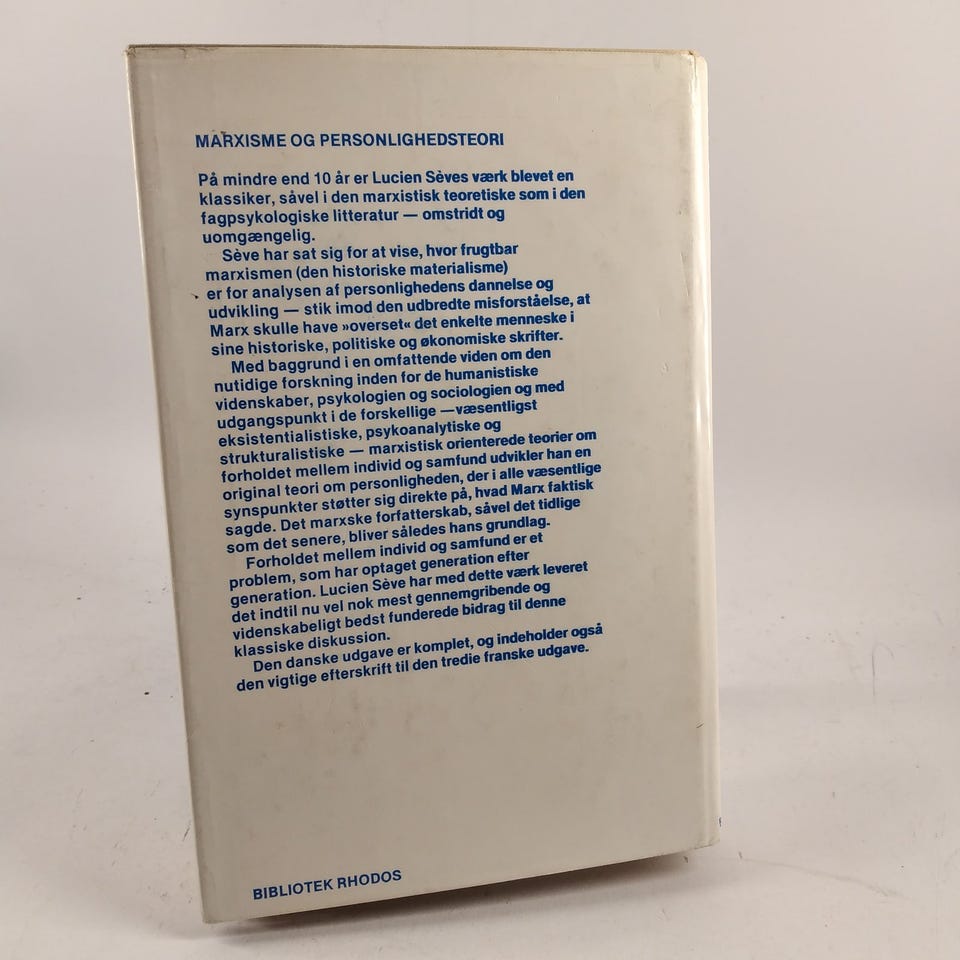 MARXISME OG PERSONLIGHEDSTEORI
På mindre end 10 år er Lucien Sèves værk blevet en
klassiker, såvel i den marxistisk teoretiske som i den
fagpsykologiske litteratur — omstridt og
uomgængelig.
Sève har sat sig for at vise, hvor frugtbar
marxismen (den historiske materialisme)
er for analysen af personlighedens dannelse og
udvikling — stik imod den udbredte misforståelse, at
Marx skulle have »overset« det enkelte menneske i
sine historiske, politiske og økonomiske skrifter.
Med baggrund i en omfattende viden om den
nutidige forskning inden for de humanistiske
videnskaber, psykologien og sociologien og med
udgangspunkt i de forskellige —væsentligst
eksistentialistiske, psykoanalytiske og
strukturalistiske — marxistisk orienterede teorier om
forholdet mellem individ og samfund udvikler han en
original teori om personligheden, der i alle væsentlige
synspunkter støtter sig direkte på, hvad Marx faktisk
sagde. Det marxske forfatterskab, såvel det tidlige
som det senere, bliver således hans grundlag.
Forholdet mellem individ og samfund er et
problem, som har optaget generation efter
generation. Lucien Sève har med dette værk leveret
det indtil nu vel nok mest gennemgribende og
videnskabeligt bedst funderede bidrag til denne
klassiske diskussion.
Den danske udgave er komplet, og indeholder også
den vigtige efterskrift til den tredie franske udgave.
BIBLIOTEK RHODOS